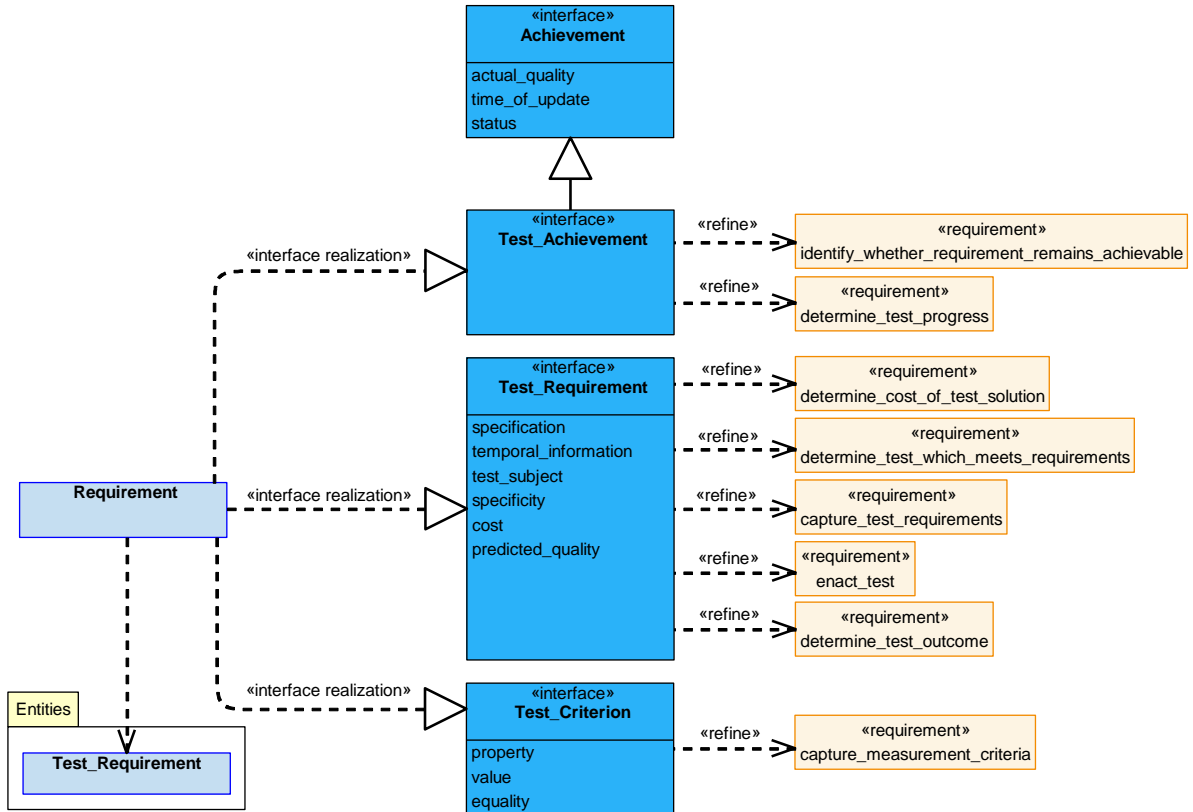 «interface»
Achievement
actual_quality
time_of_update
status
«interface»
Test_Achievement
«interface realization»
«refine»
«requirement»
identify_whether_requirement_remains_achievable
«refine»
«requirement»
determine_test_progress
«interface»
Test_Requirement
specification
temporal_information
test_subject
specificity
cost
predicted_quality
«refine»
«requirement»
determine_cost_of_test_solution
«refine»
«requirement»
determine_test_which_meets_requirements
Requirement
«interface realization»
«refine»
«requirement»
capture_test_requirements
«refine»
«requirement»
enact_test
«refine»
«requirement»
determine_test_outcome
«interface realization»
«interface»
Test_Criterion
property
value
equality
«refine»
«requirement»
capture_measurement_criteria
Entities
Test_Requirement